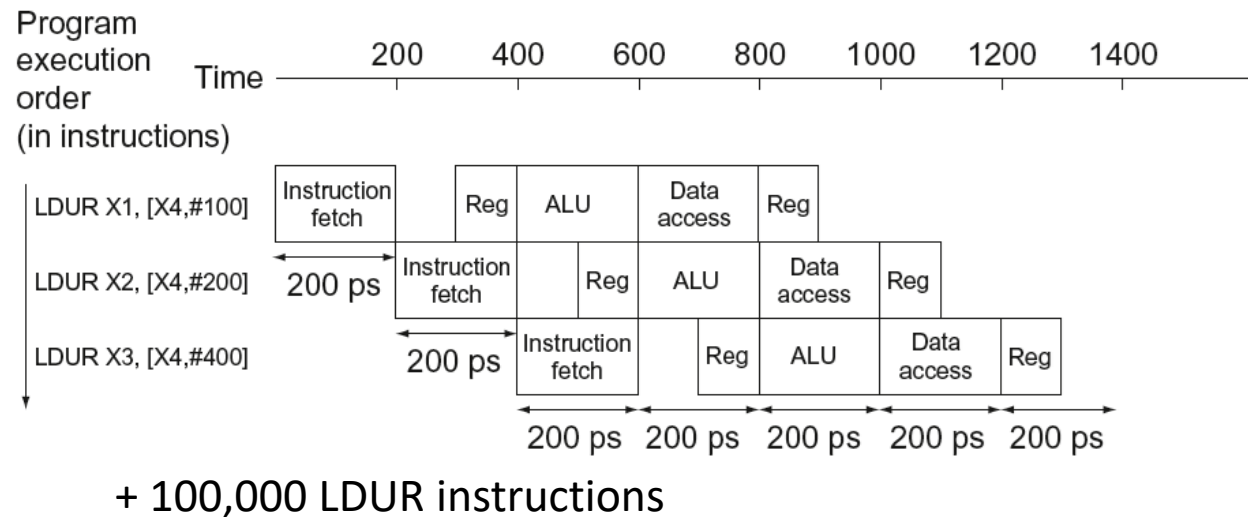 Program
execution
order
(in instructions)
Time
200 400 600 800 1000 1200 1400
LDUR X1, [X4,#100]
Instruction
fetch
Reg
ALU
Data
access
Reg
200 ps
LDUR X2, [X4,#200]
Instruction
fetch
Reg
ALU
Data
access
Reg
200 ps
LDUR X3, [X4,#400]
Instruction
fetch
Reg
ALU
Data
access
Reg
200 ps 200 ps 200 ps 200 ps 200 ps
+ 100,000 LDUR instructions